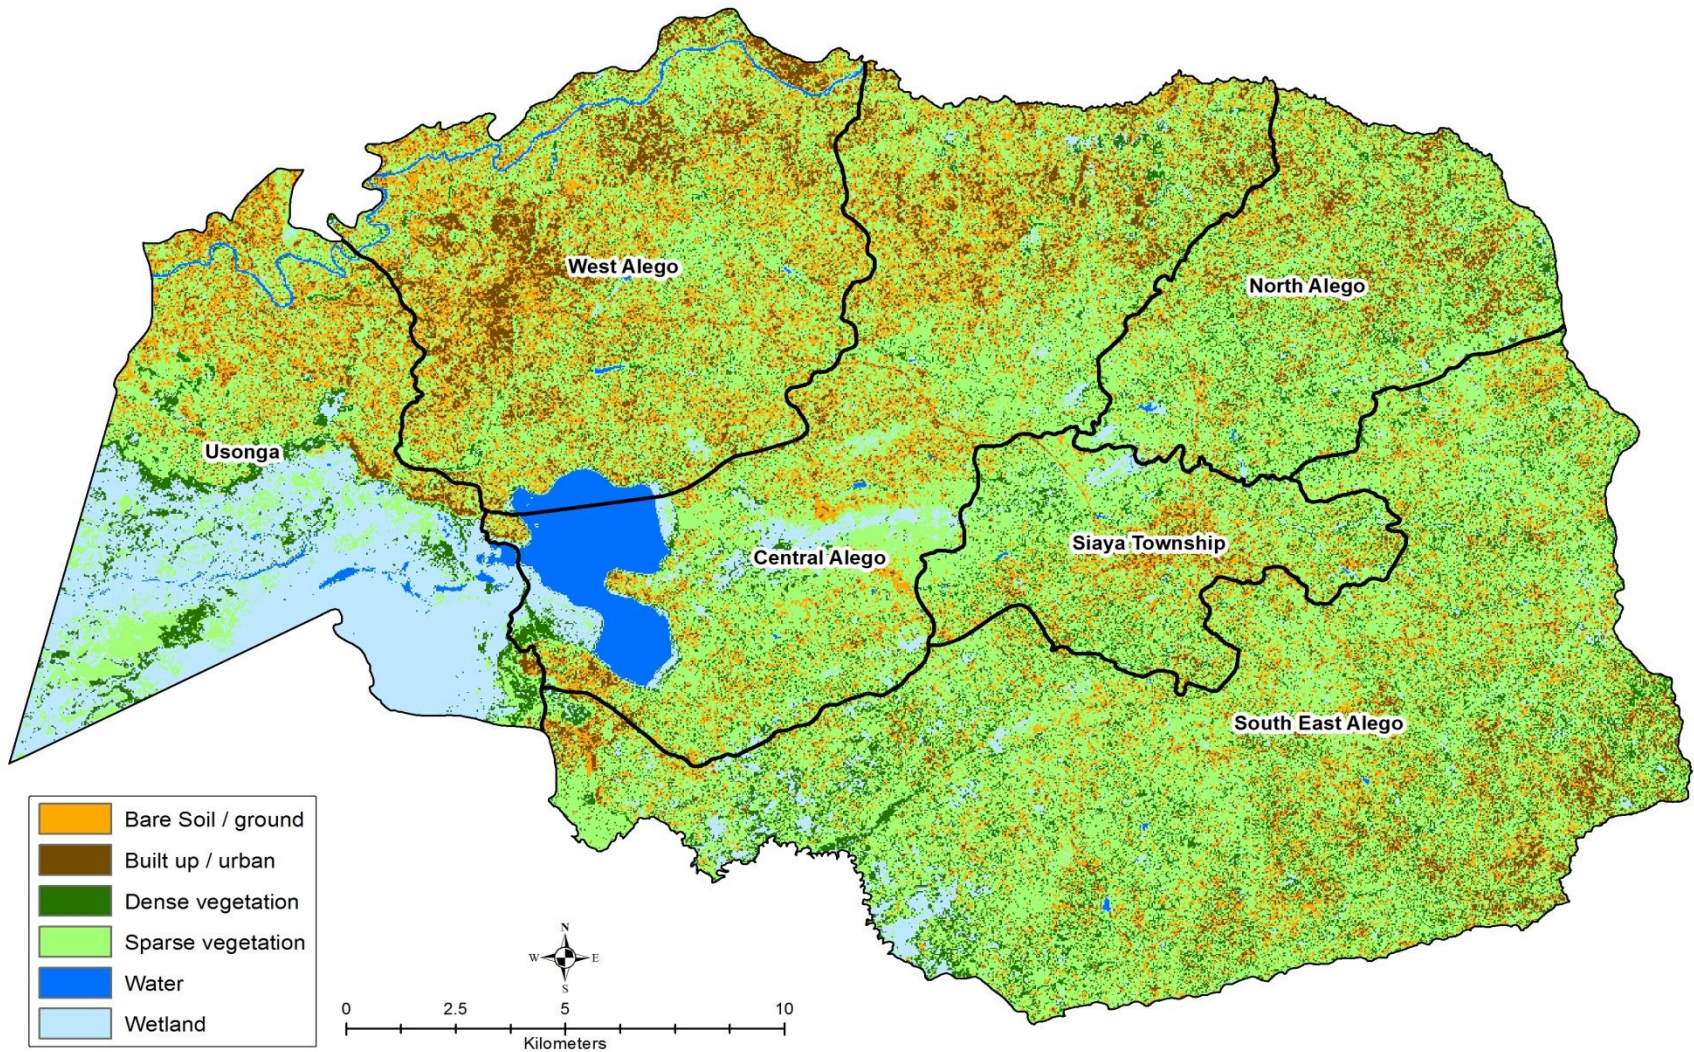 West Alego
North Alego
Usonga
Siaya Township
Central Alego
South East Alego
Bare Soil / ground
Built up / urban
Dense vegetation
Sparse vegetation
Water
Wetland
N
W E
S
0 2.5 5 10
Kilometers